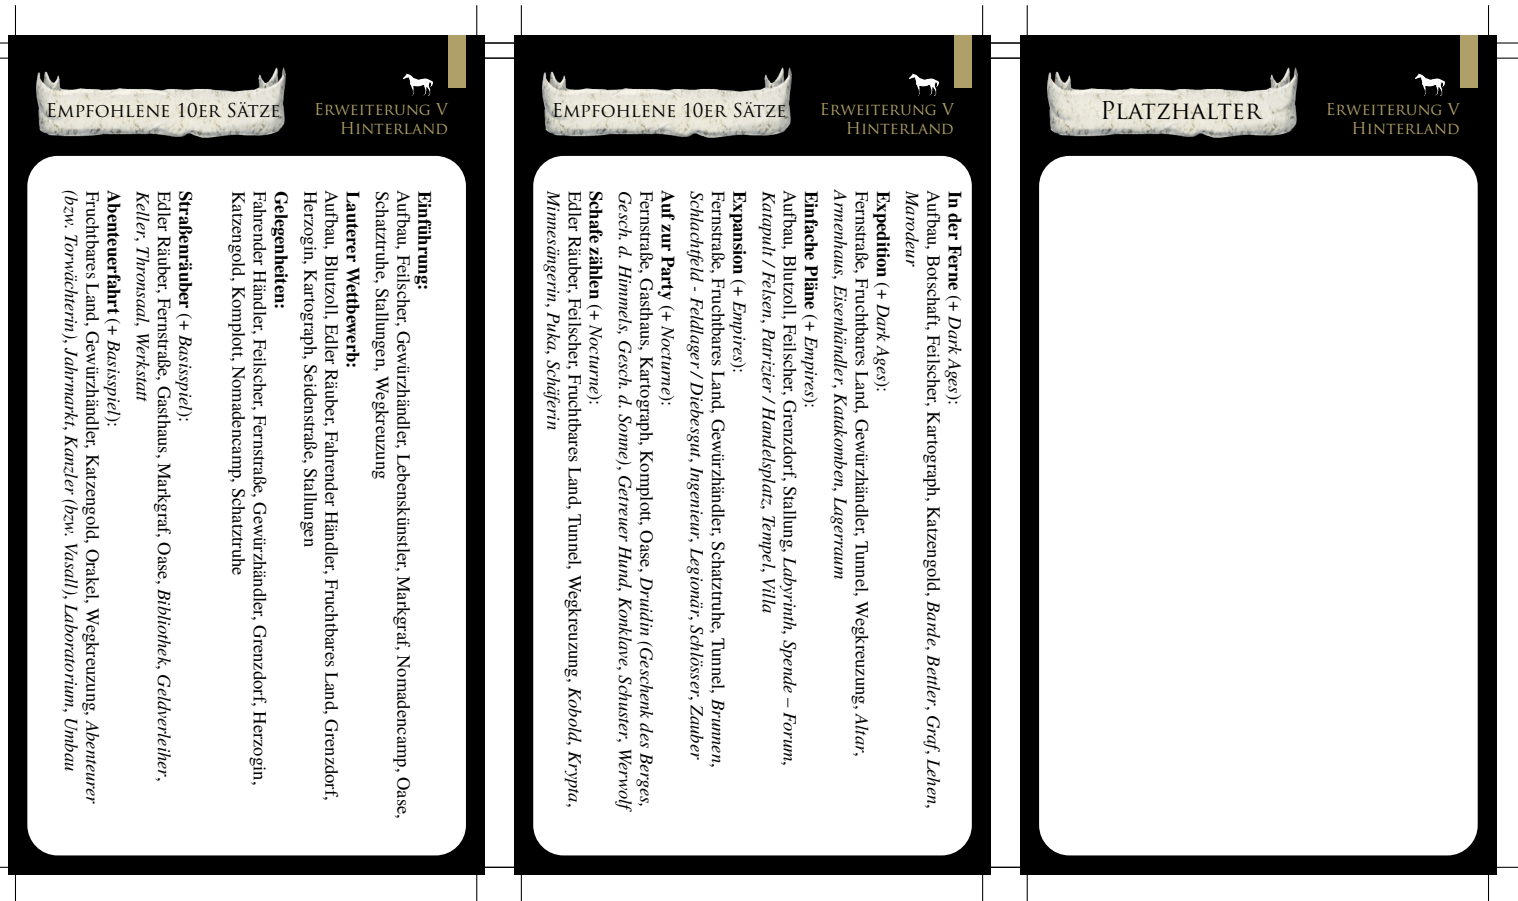 Empfohlene 10er Sätze
Erweiterung V
Hinterland
Einführung:
Aufbau, Feilscher, Gewürzhändler, Lebenskünstler, Markgraf, Nomadencamp, Oase,
Schatztruhe, Stallungen, Wegkreuzung
Lauterer Wettbewerb:
Aufbau, Blutzoll, Edler Räuber, Fahrender Händler, Fruchtbares Land, Grenzdorf,
Herzogin, Kartograph, Seidenstraße, Stallungen
Gelegenheiten:
Fahrender Händler, Feilscher, Fernstraße, Gewürzhändler, Grenzdorf, Herzogin,
Katzengold, Komplott, Nomadencamp, Schatztruhe
Straßenräuber (+ Basisspiel):
Edler Räuber, Fernstraße, Gasthaus, Markgraf, Oase, Bibliothek, Geldverleiher,
Keller, Thronsaal, Werkstatt
Abenteuerfahrt (+ Basisspiel):
Fruchtbares Land, Gewürzhändler, Katzengold, Orakel, Wegkreuzung, Abenteurer
(bzw. Torwächterin), Jahrmarkt, Kanzler (bzw. Vasall), Laboratorium, Umbau
Empfohlene 10er Sätze
Erweiterung V
Hinterland
In der Ferne (+ Dark Ages):
Aufbau, Botschaft, Feilscher, Kartograph, Katzengold, Barde, Bettler, Graf, Lehen,
Marodeur
Expedition (+ Dark Ages):
Fernstraße, Fruchtbares Land, Gewürzhändler, Tunnel, Wegkreuzung, Altar,
Armenhaus, Eisenhändler, Katakomben, Lagerraum
Einfache Pläne (+ Empires):
Aufbau, Blutzoll, Feilscher, Grenzdorf, Stallung, Labyrinth, Spende – Forum,
Katapult / Felsen, Patrizier / Handelsplatz, Tempel, Villa
Expansion (+ Empires):
Fernstraße, Fruchtbares Land, Gewürzhändler, Schatztruhe, Tunnel, Brunnen,
Schlachtfeld - Feldlager / Diebesgut, Ingenieur, Legionär, Schlösser, Zauber
Auf zur Party (+ Nocturne):
Fernstraße, Gasthaus, Kartograph, Komplott, Oase, Druidin (Geschenk des Berges,
Gesch. d. Himmels, Gesch. d. Sonne), Getreuer Hund, Konklave, Schuster, Werwolf
Schafe zählen (+ Nocturne):
Edler Räuber, Feilscher, Fruchtbares Land, Tunnel, Wegkreuzung, Kobold, Krypta,
Minnesängerin, Puka, Schäferin
Platzhalter
Erweiterung V
Hinterland